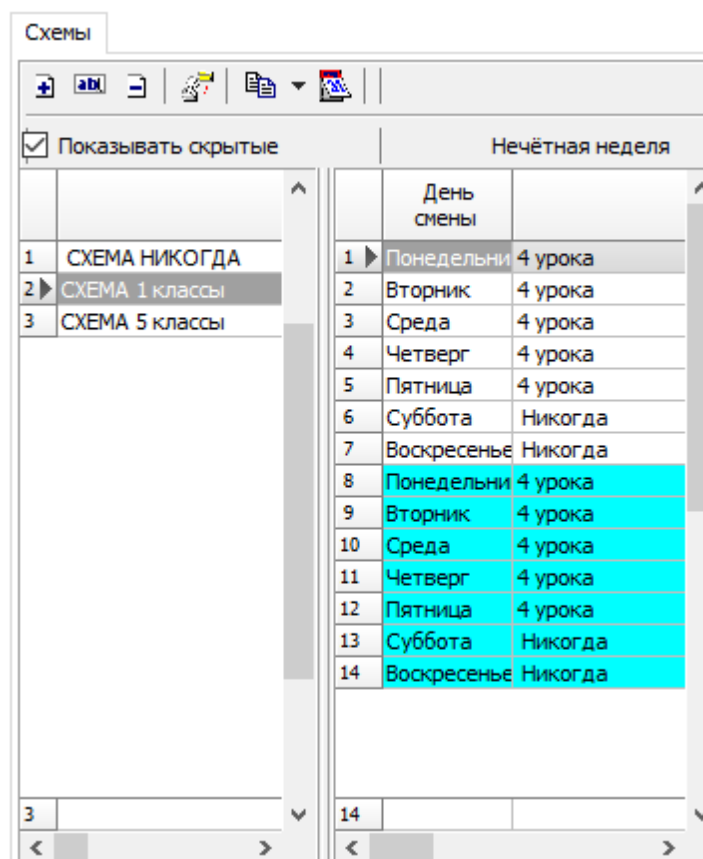 Схемы
abl
Показывать скрытые
Нечётная неделя
День
смены
1 СХЕМА НИКОГДА
2 СХЕМА 1 классы
3 СХЕМА 5 классы
1 Понедельни 4 урока
2 Вторник 4 урока
3 Среда 4 урока
4 Четверг 4 урока
5 Пятница 4 урока
6 Суббота Никогда
7 Воскресенье Никогда
8 Понедельни 4 урока
9 Вторник 4 урока
10 Среда 4 урока
11 Четверг 4 урока
12 Пятница 4 урока
13 Суббота Никогда
14 Воскресенье Никогда
3
14